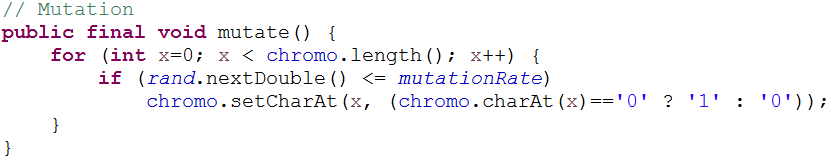 // Mutation
public final void mutate() {
    for (int x=0; x < chromo.length(); x++) {
        if (rand.nextDouble() <= mutationRate)
            chromo.setCharAt(x, (chromo.charAt(x)=='0' ? '1' : '0'));
    }
}